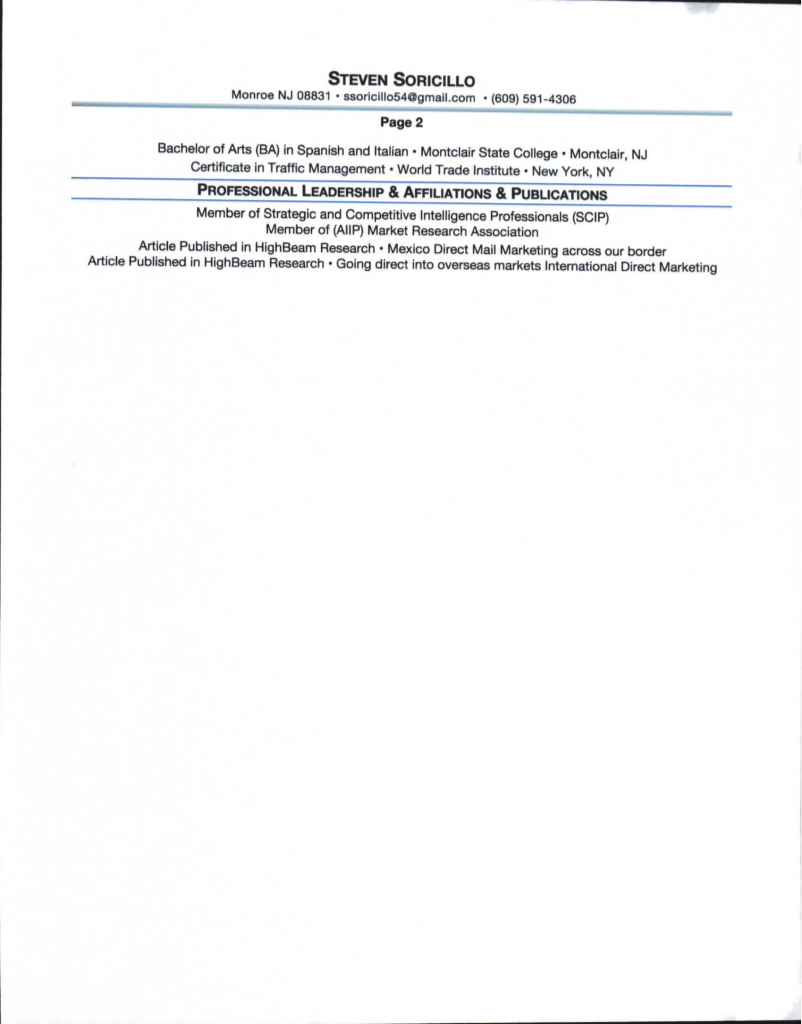 STEVEN SORICILLO
Monroe NJ 08831 • ssoricillo54@gmail.com • (609) 591-4306
Page 2
Bachelor of Arts (BA) in Spanish and Italian • Montclair State College • Montclair, NJ
Certificate in Traffic Management • World Trade Institute • New York, NY
PROFESSIONAL LEADERSHIP & AFFILIATIONS & PUBLICATIONS
Member of Strategic and Competitive Intelligence Professionals (SCIP)
Member of (AIIP) Market Research Association
Article Published in HighBeam Research • Mexico Direct Mail Marketing across our border
Article Published in HighBeam Research • Going direct into overseas markets International Direct Marketing